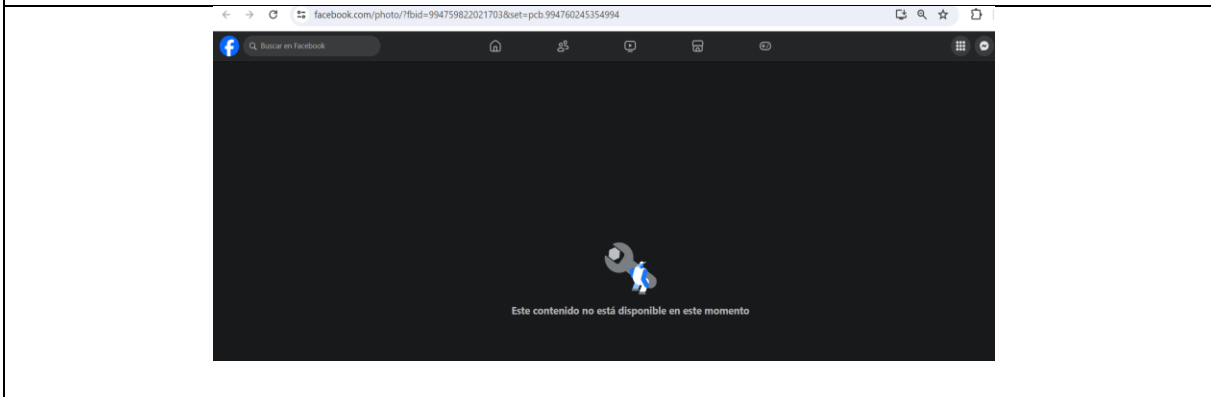 facebook.com/photo/?fbid=994759822021703&set=pcb.994760245354994
Buscar en Facebook
Este contenido no está disponible en este momento